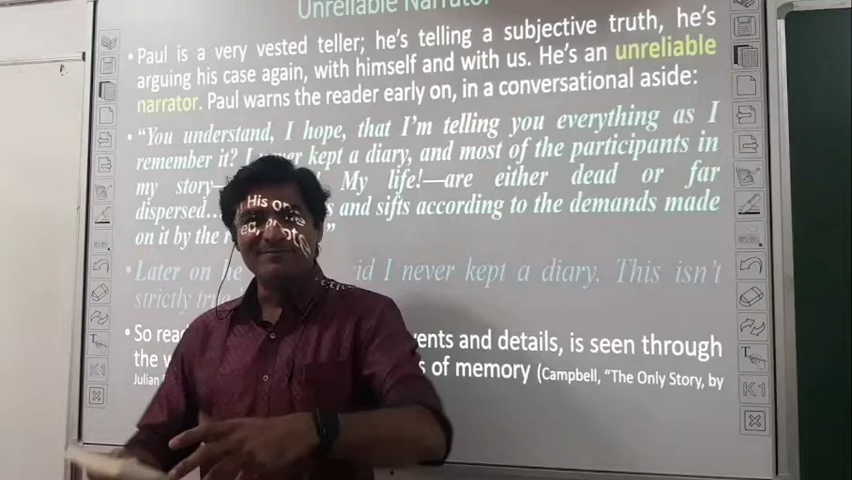 Unreliable Narrator
• Paul is a very vested teller; he's telling a subjective truth, he's
arguing his case again, with himself and with us. He's an unreliable
narrator. Paul warns the reader early on, in a conversational aside:
• “You understand, I hope, that I'm telling you everything as I
remember it? I never kept a diary, and most of the participants in
my story— My life!—are either dead or far
dispersed... and sifts according to the demands made
on it by the
• Later on he I never kept a diary. This isn't
strictly
• So events and details, is seen through
the of memory (Campbell, “The Only Story, by
Julian